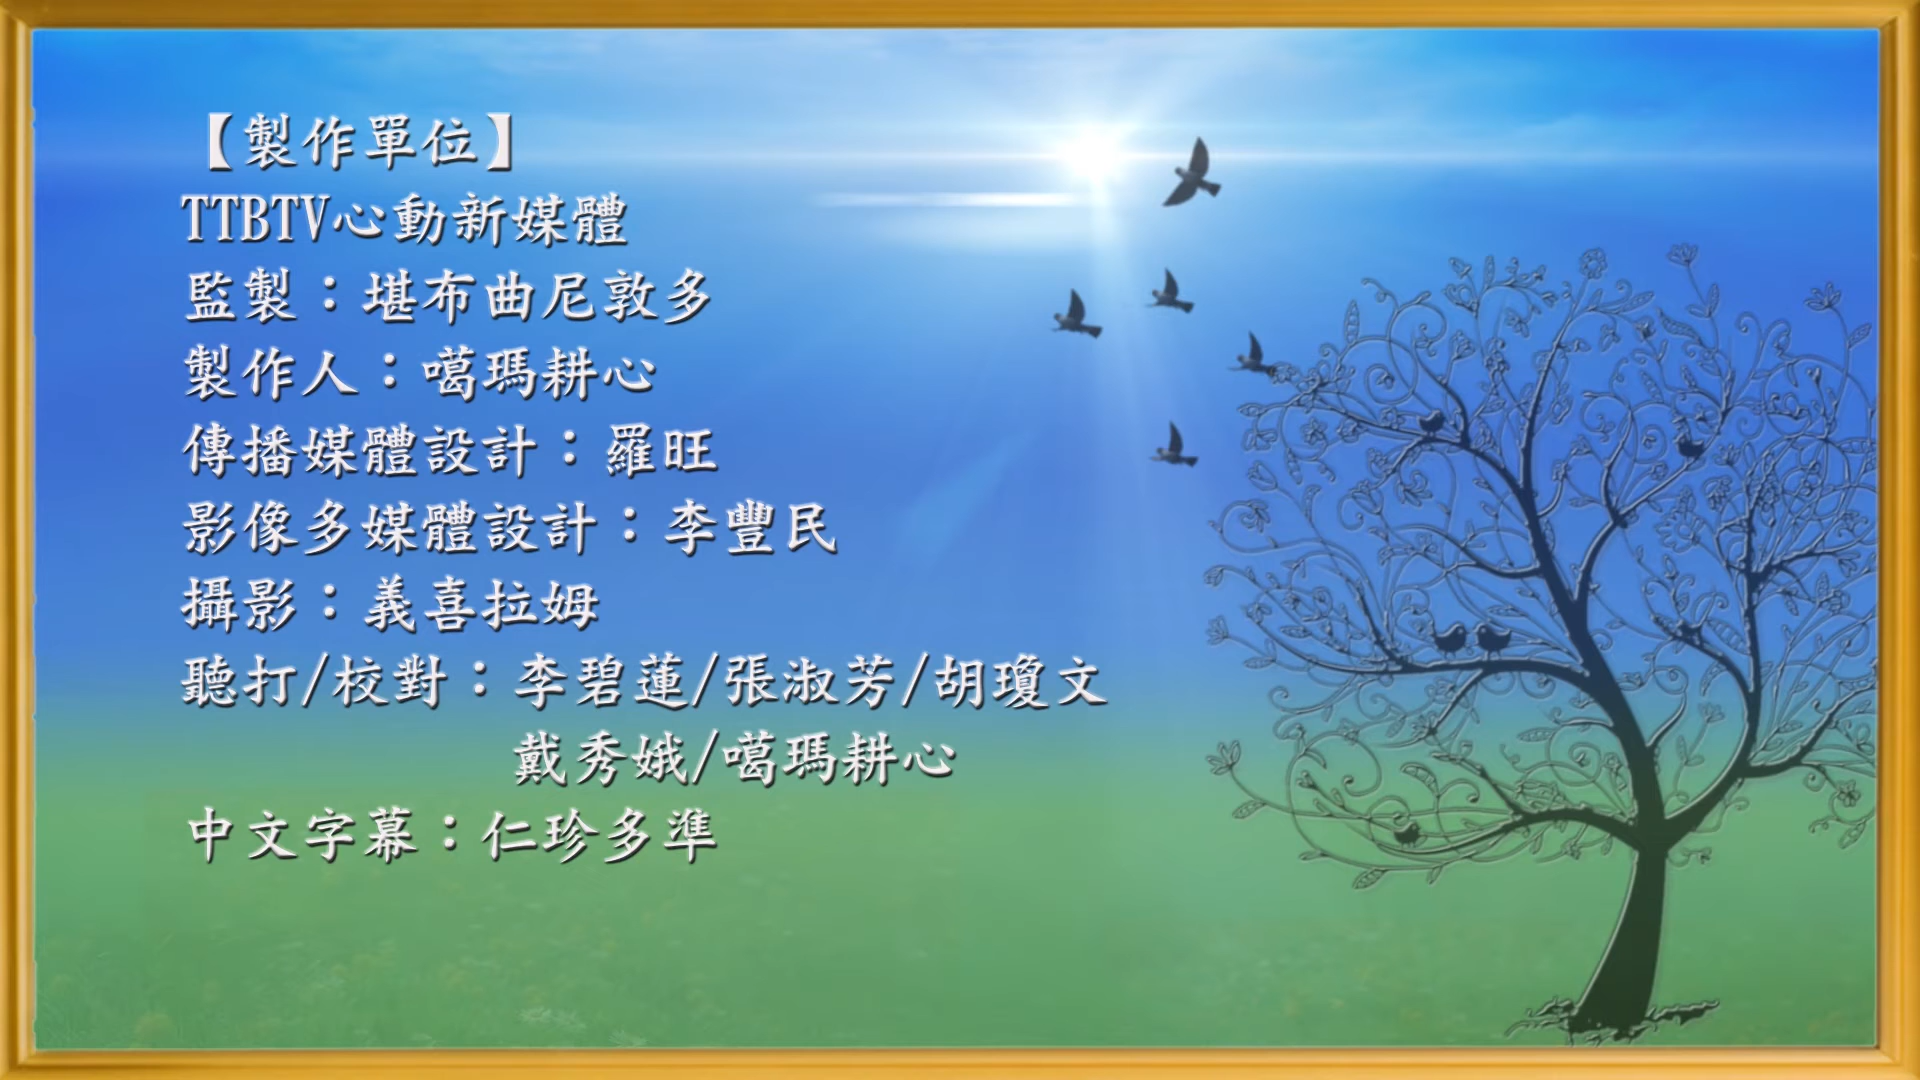 【製作單位】
TTBTV心動新媒體
監製：堪布曲尼敦多
製作人：噶瑪耕心
傳播媒體設計：羅旺
影像多媒體設計：李豐民
攝影：義喜拉姆
聽打/校對：李碧蓮/張淑芳/胡瓊文
戴秀娥/噶瑪耕心
中文字幕：仁珍多準